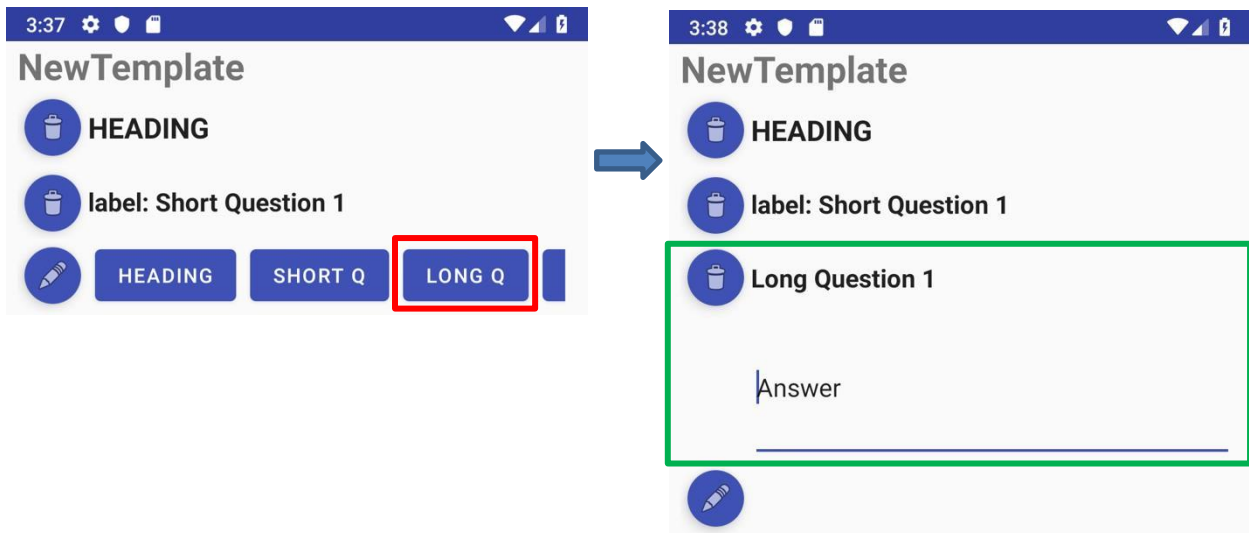 3:37
NewTemplate
HEADING
label: Short Question 1
HEADING SHORT Q LONG Q
3:38
NewTemplate
HEADING
label: Short Question 1
Long Question 1
Answer